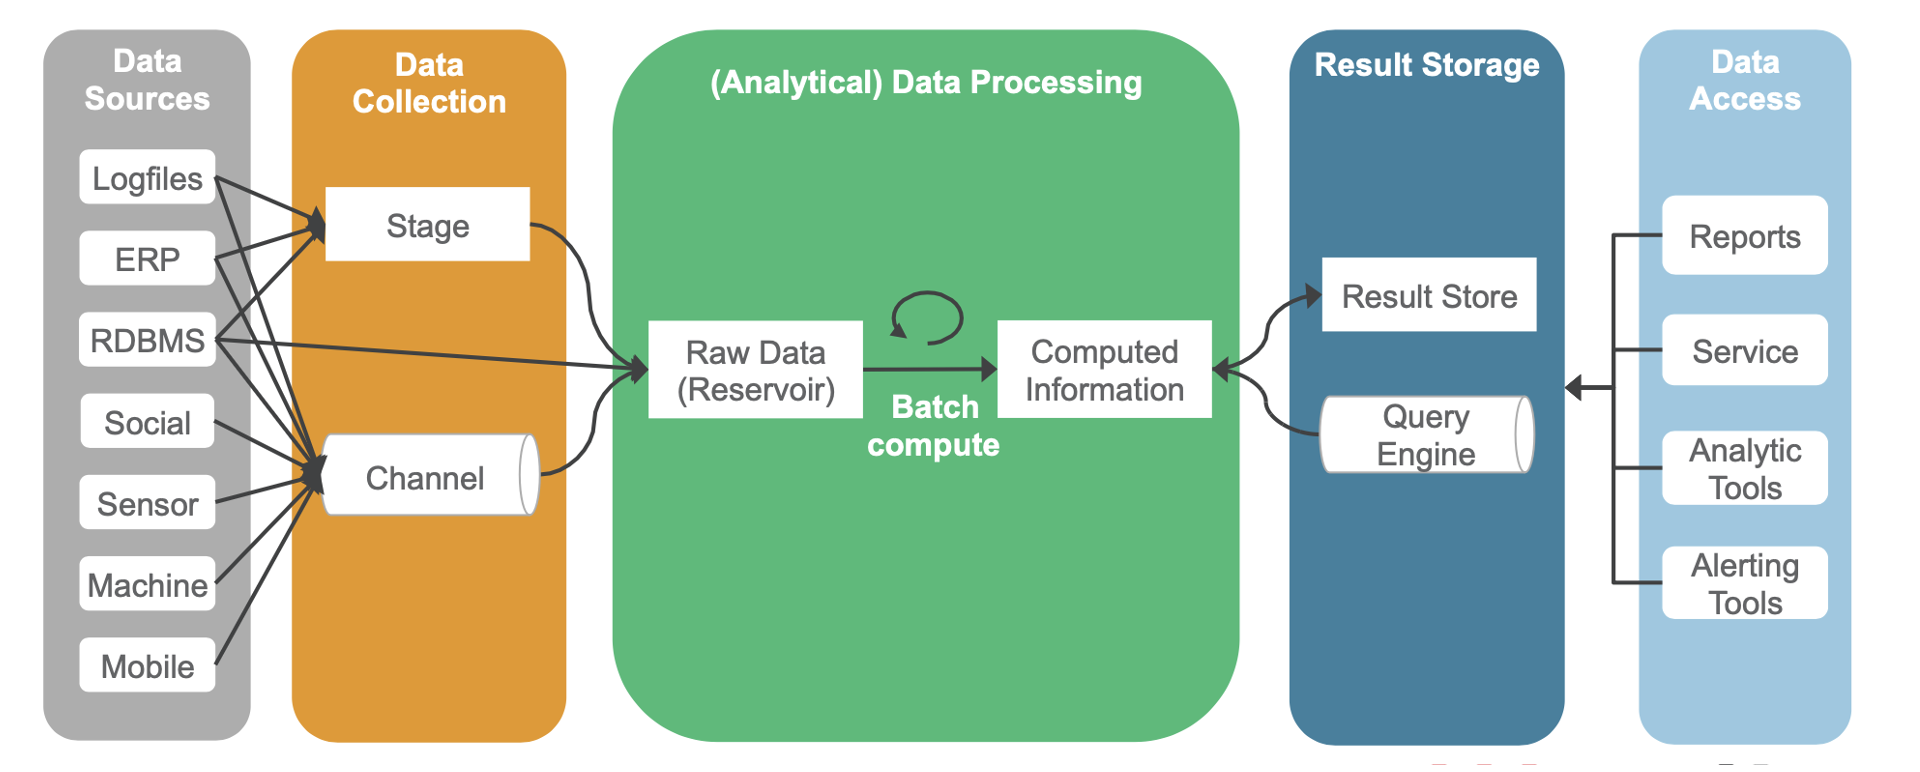 Data
Sources
Logfiles
ERP
RDBMS
Social
Sensor
Machine
Mobile
Data
Collection
Stage
Channel
(Analytical) Data Processing
Raw Data
(Reservoir)
Batch
compute
Computed
Information
Result Storage
Result Store
Query
Engine
Data
Access
Reports
Service
Analytic
Tools
Alerting
Tools